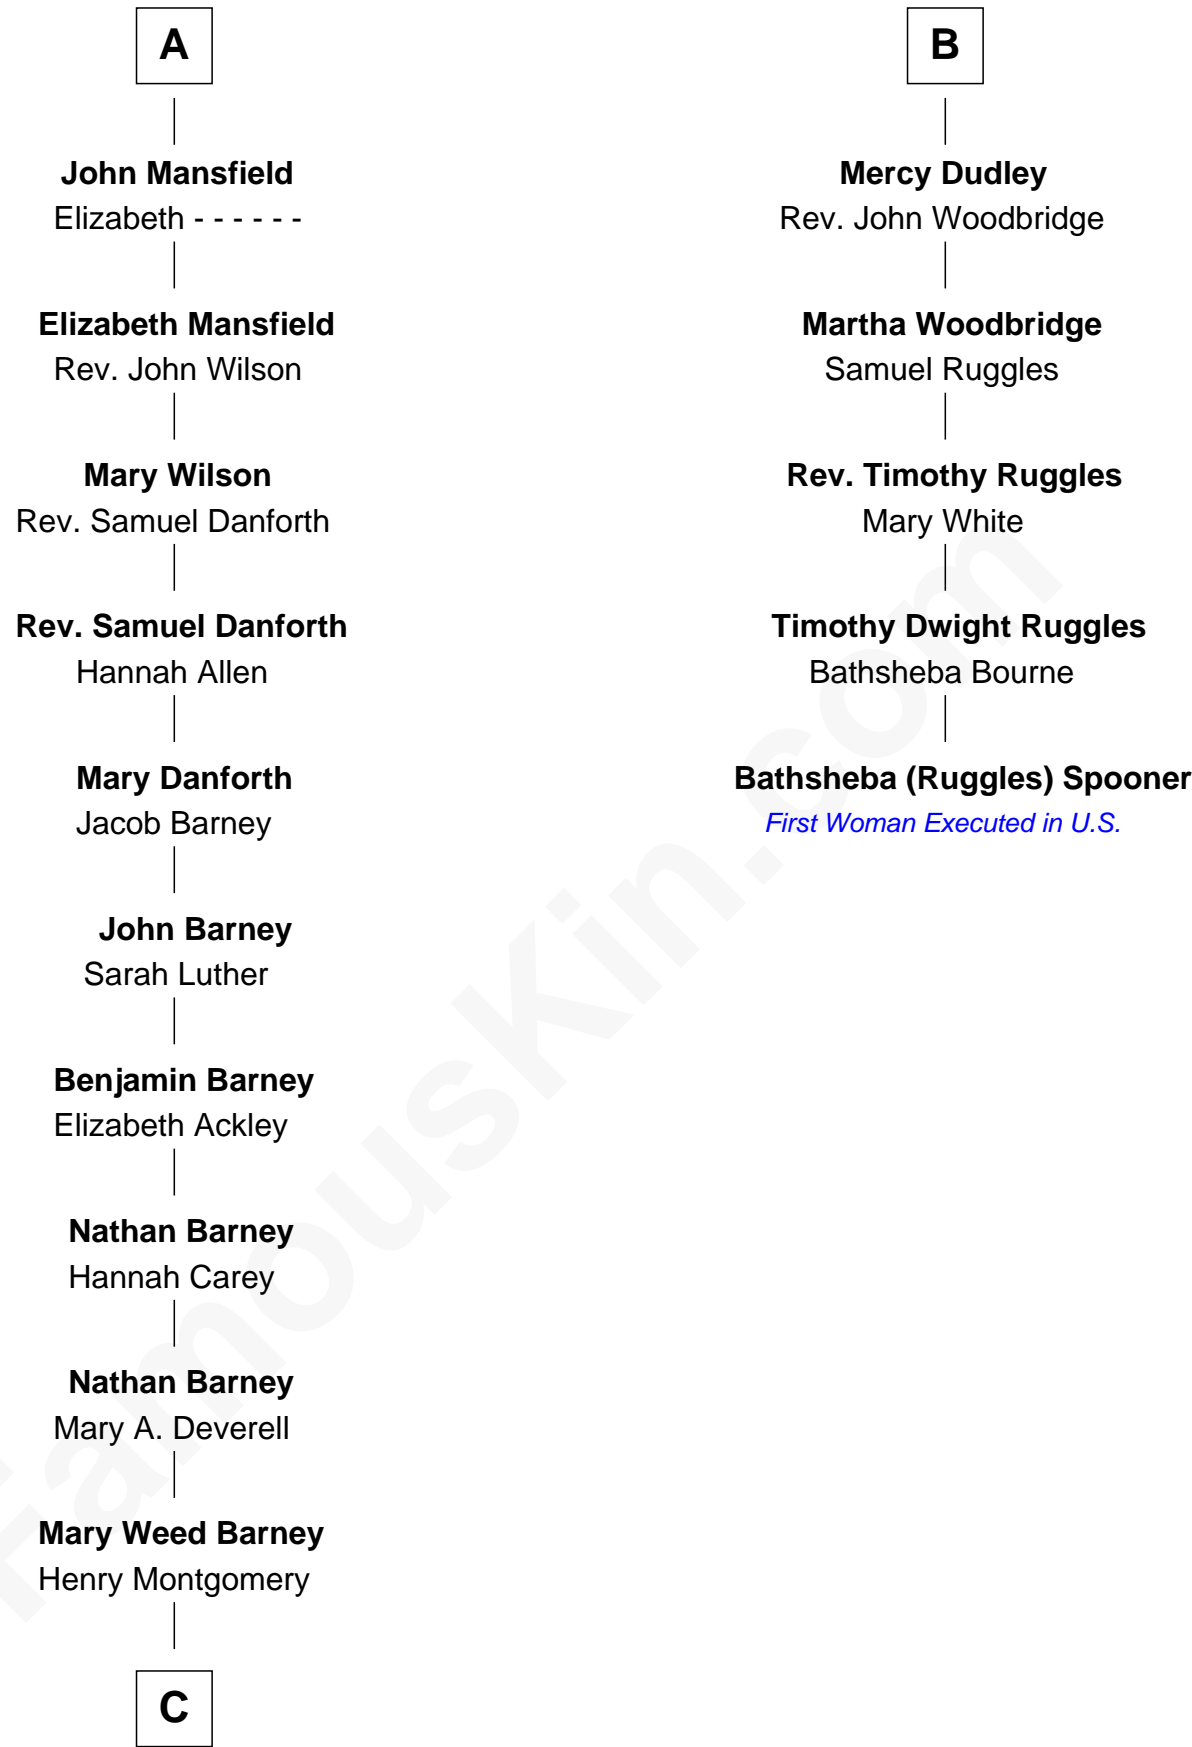 A
John Mansfield
Elizabeth - - - - - -
Elizabeth Mansfield
Rev. John Wilson
Mary Wilson
Rev. Samuel Danforth
Rev. Samuel Danforth
Hannah Allen
Mary Danforth
Jacob Barney
John Barney
Sarah Luther
Benjamin Barney
Elizabeth Ackley
Nathan Barney
Hannah Carey
Nathan Barney
Mary A. Deverell
Mary Weed Barney
Henry Montgomery
C
B
Mercy Dudley
Rev. John Woodbridge
Martha Woodbridge
Samuel Ruggles
Rev. Timothy Ruggles
Mary White
Timothy Dwight Ruggles
Bathsheba Bourne
Bathsheba (Ruggles) Spooner
First Woman Executed in U.S.
FamousKin.com